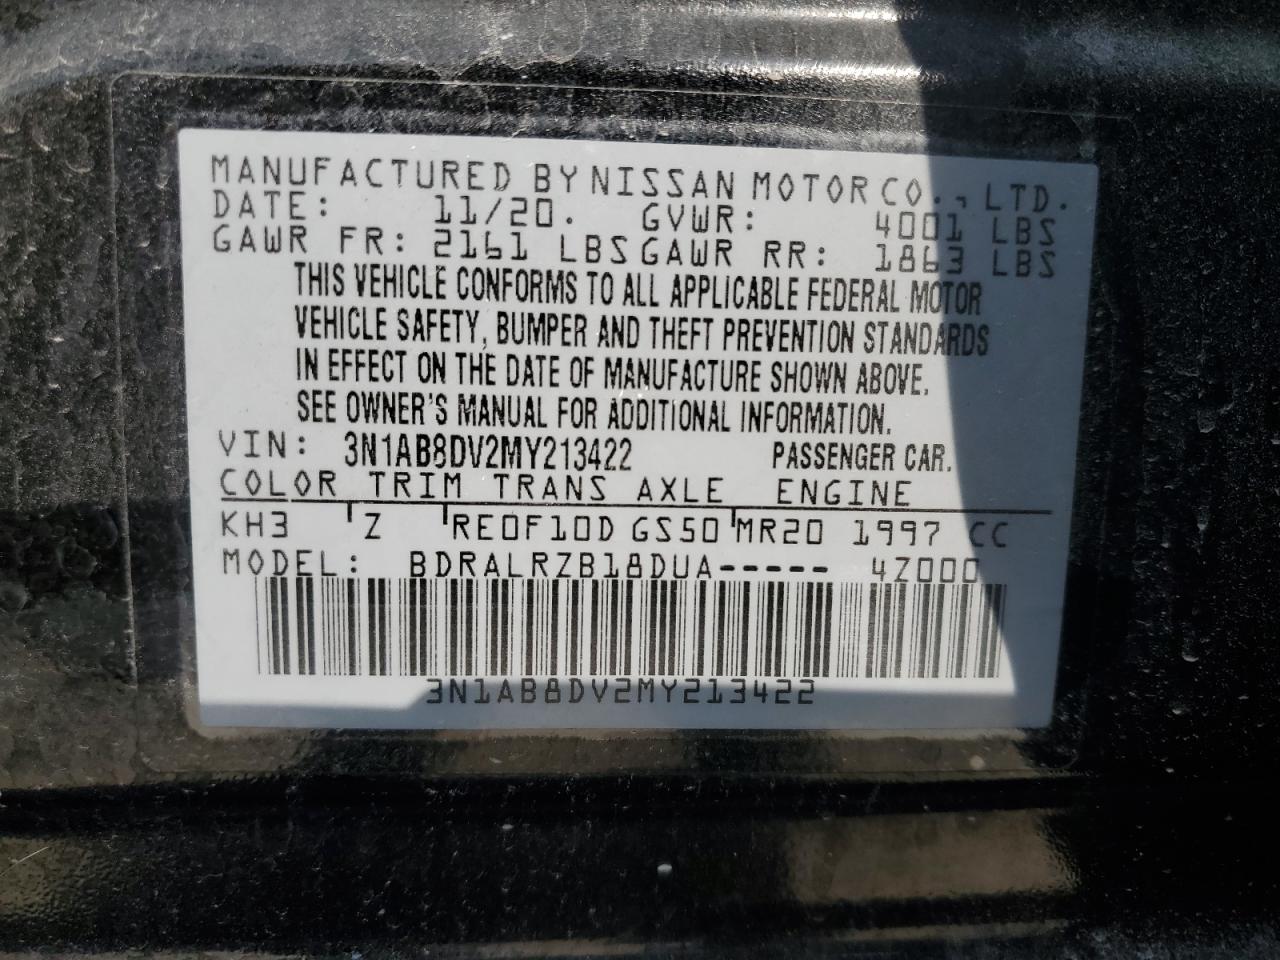 MANUFACTURED BY NISSAN MOTOR CO., LTD.
DATE: 11/20. GVWR: 4001 LBS
GAWR FR: 2161 LBS GAWR RR: 1863 LBS
THIS VEHICLE CONFORMS TO ALL APPLICABLE FEDERAL MOTOR
VEHICLE SAFETY, BUMPER AND THEFT PREVENTION STANDARDS
IN EFFECT ON THE DATE OF MANUFACTURE SHOWN ABOVE.
SEE OWNER'S MANUAL FOR ADDITIONAL INFORMATION.
VIN: 3N1AB8DV2MY213422 PASSENGER CAR.
COLOR TRIM TRANS AXLE ENGINE
KH3 Z RE0F10D GS50 MR20 1997 CC
MODEL: BDRALRZB18DUA----- 4Z000
3N1AB8DV2MY213422